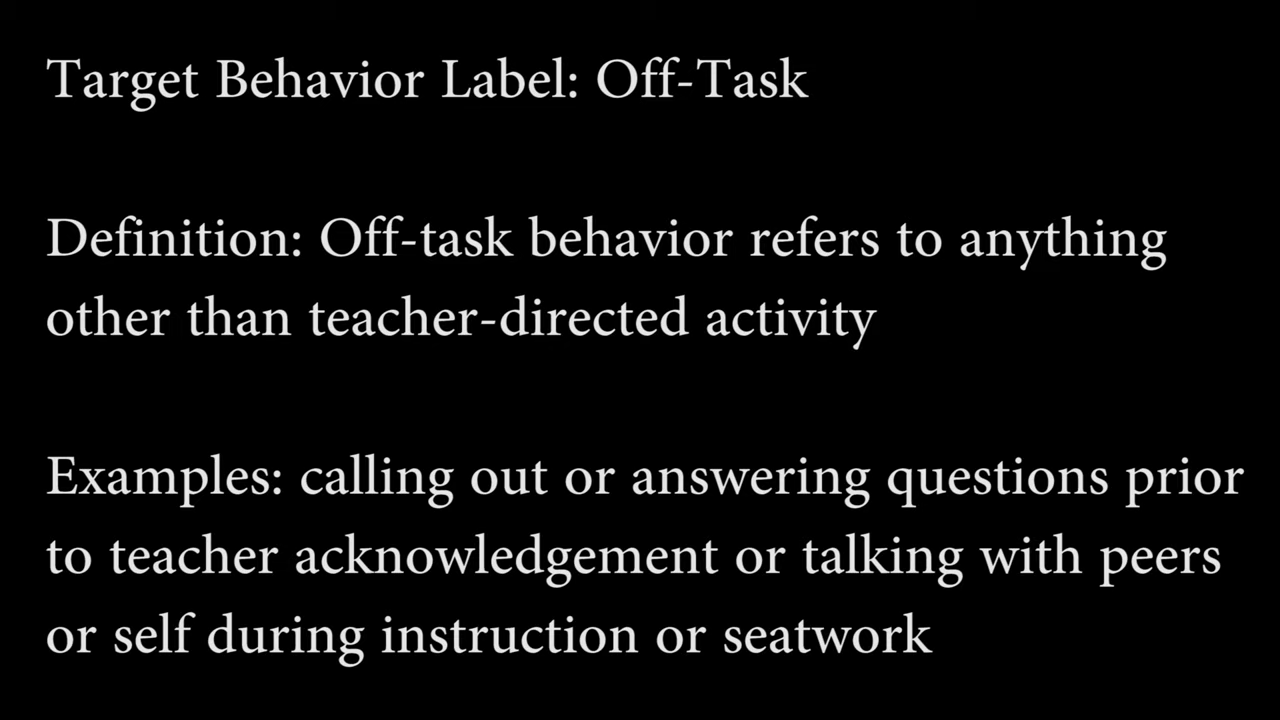 Target Behavior Label: Off-Task
Definition: Off-task behavior refers to anything
other than teacher-directed activity
Examples: calling out or answering questions prior
to teacher acknowledgement or talking with peers
or self during instruction or seatwork